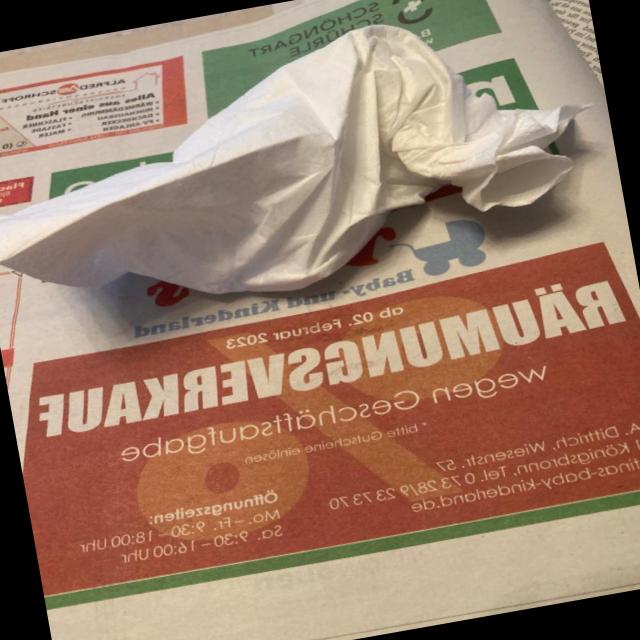 SCHÖNGART
SCHÜRLE
ALFRED SCHROFF
Alles aus einer Hand
Baby- und Kinderland
ab 02. Februar 2023
RÄUMUNGSVERKAUF
wegen Geschäftsaufgabe
* bitte Gutscheine einlösen
A. Dittrich, Wiesenstr. 57
Königsbronn, Tel. 0 73 28/9 23 73 70
inas-baby-kinderland.de
Öffnungszeiten:
Mo.–Fr. 9:30–18:00 Uhr
Sa. 9:30–16:00 Uhr